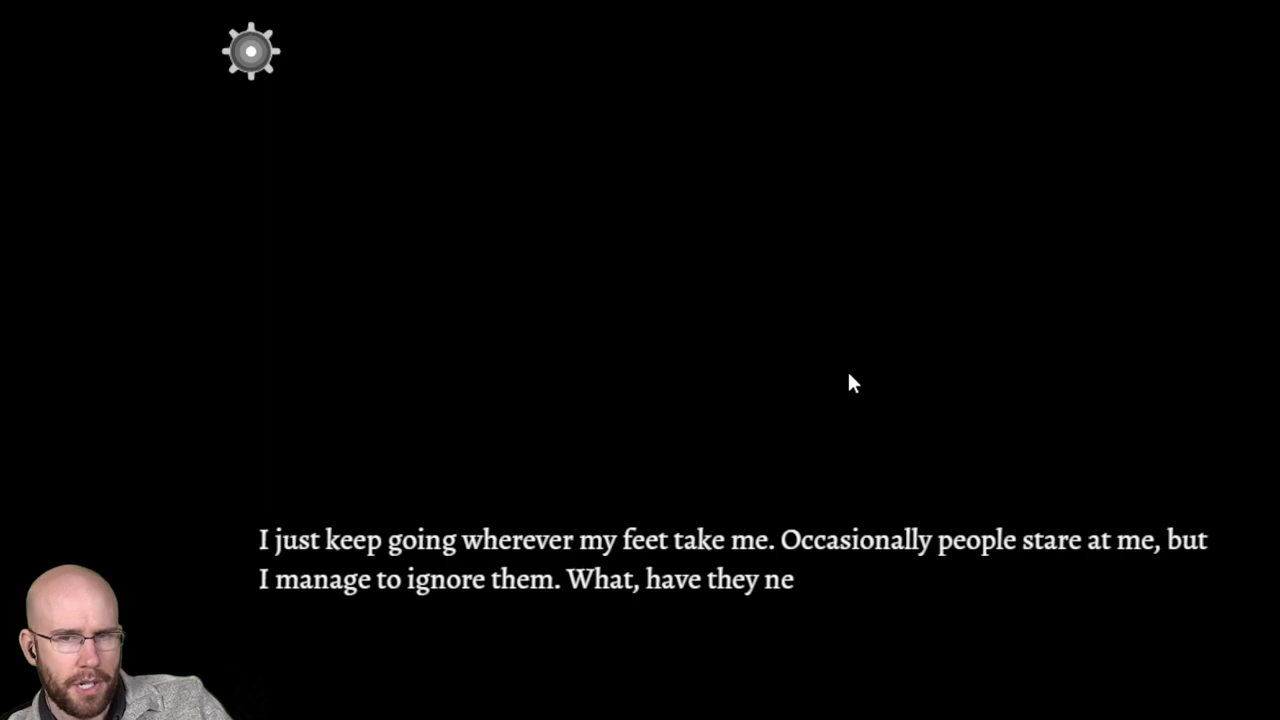 I just keep going wherever my feet take me. Occasionally people stare at me, but
I manage to ignore them. What, have they ne